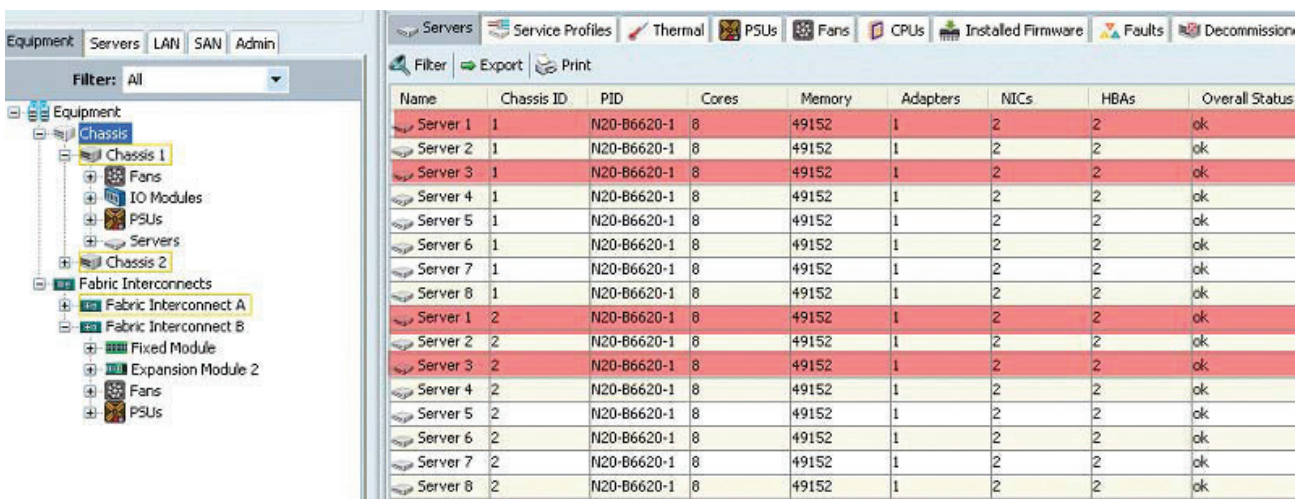 Equipment Servers LAN SAN Admin
Filter: All
Equipment
Chassis
Chassis 1
Fans
IO Modules
PSUs
Servers
Chassis 2
Fabric Interconnects
Fabric Interconnect A
Fabric Interconnect B
Fixed Module
Expansion Module 2
Fans
PSUs
Servers Service Profiles Thermal PSUs Fans CPUs Installed Firmware Faults Decommission
Filter Export Print
Name Chassis ID PID Cores Memory Adapters NICs HBAs Overall Status
Server 1 1 N20-B6620-1 8 49152 1 2 2 ok
Server 2 1 N20-B6620-1 8 49152 1 2 2 ok
Server 3 1 N20-B6620-1 8 49152 1 2 2 ok
Server 4 1 N20-B6620-1 8 49152 1 2 2 ok
Server 5 1 N20-B6620-1 8 49152 1 2 2 ok
Server 6 1 N20-B6620-1 8 49152 1 2 2 ok
Server 7 1 N20-B6620-1 8 49152 1 2 2 ok
Server 8 1 N20-B6620-1 8 49152 1 2 2 ok
Server 1 2 N20-B6620-1 8 49152 1 2 2 ok
Server 2 2 N20-B6620-1 8 49152 1 2 2 ok
Server 3 2 N20-B6620-1 8 49152 1 2 2 ok
Server 4 2 N20-B6620-1 8 49152 1 2 2 ok
Server 5 2 N20-B6620-1 8 49152 1 2 2 ok
Server 6 2 N20-B6620-1 8 49152 1 2 2 ok
Server 7 2 N20-B6620-1 8 49152 1 2 2 ok
Server 8 2 N20-B6620-1 8 49152 1 2 2 ok